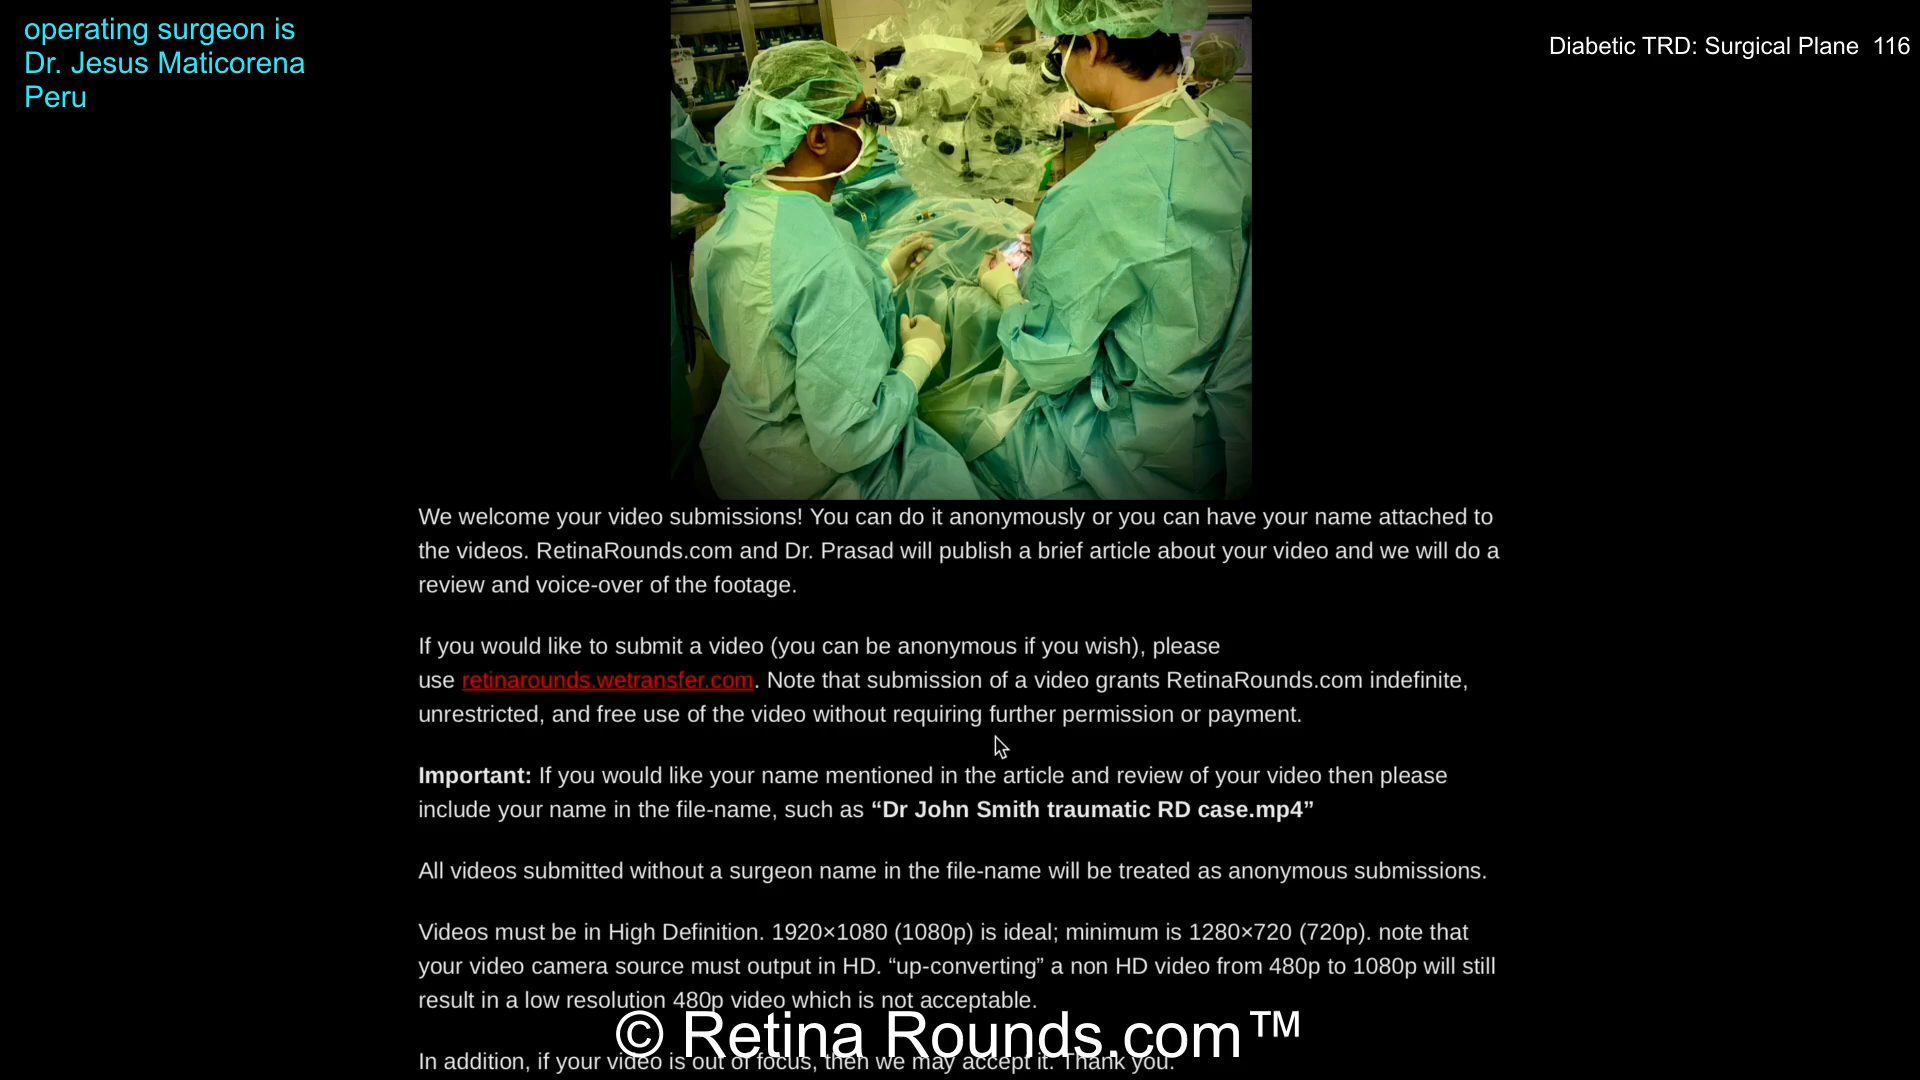 operating surgeon is
Dr. Jesus Maticorena
Peru
Diabetic TRD: Surgical Plane 116
We welcome your video submissions! You can do it anonymously or you can have your name attached to
the videos. RetinaRounds.com and Dr. Prasad will publish a brief article about your video and we will do a
review and voice-over of the footage.
If you would like to submit a video (you can be anonymous if you wish), please
use retinarounds.wetransfer.com. Note that submission of a video grants RetinaRounds.com indefinite,
unrestricted, and free use of the video without requiring further permission or payment.
Important: If you would like your name mentioned in the article and review of your video then please
include your name in the file-name, such as “Dr John Smith traumatic RD case.mp4”
All videos submitted without a surgeon name in the file-name will be treated as anonymous submissions.
Videos must be in High Definition. 1920×1080 (1080p) is ideal; minimum is 1280×720 (720p). note that
your video camera source must output in HD. “up-converting” a non HD video from 480p to 1080p will still
result in a low resolution 480p video which is not acceptable.
© Retina Rounds.com™
In addition, if your video is out of focus, then we may accept it. Thank you.